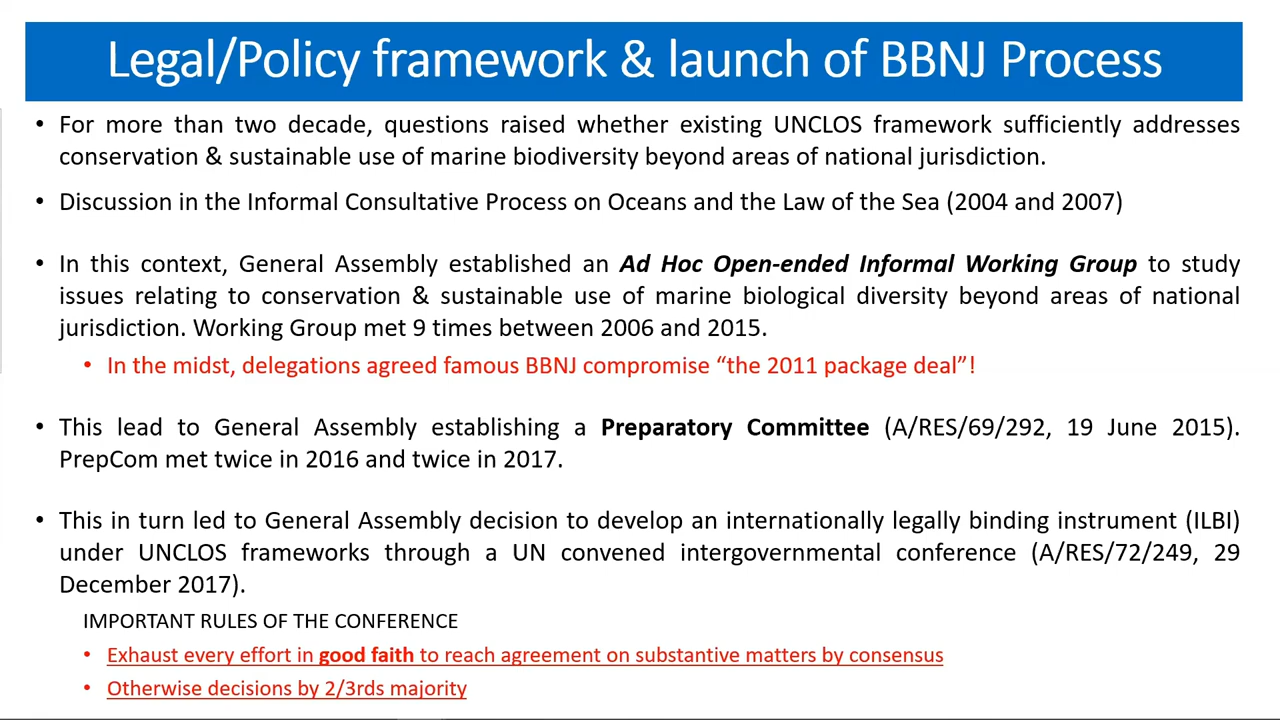 Legal/Policy framework & launch of BBNJ Process
• For more than two decade, questions raised whether existing UNCLOS framework sufficiently addresses
conservation & sustainable use of marine biodiversity beyond areas of national jurisdiction.
• Discussion in the Informal Consultative Process on Oceans and the Law of the Sea (2004 and 2007)
• In this context, General Assembly established an Ad Hoc Open-ended Informal Working Group to study
issues relating to conservation & sustainable use of marine biological diversity beyond areas of national
jurisdiction. Working Group met 9 times between 2006 and 2015.
• In the midst, delegations agreed famous BBNJ compromise “the 2011 package deal”!
• This lead to General Assembly establishing a Preparatory Committee (A/RES/69/292, 19 June 2015).
PrepCom met twice in 2016 and twice in 2017.
• This in turn led to General Assembly decision to develop an internationally legally binding instrument (ILBI)
under UNCLOS frameworks through a UN convened intergovernmental conference (A/RES/72/249, 29
December 2017).
IMPORTANT RULES OF THE CONFERENCE
• Exhaust every effort in good faith to reach agreement on substantive matters by consensus
• Otherwise decisions by 2/3rds majority